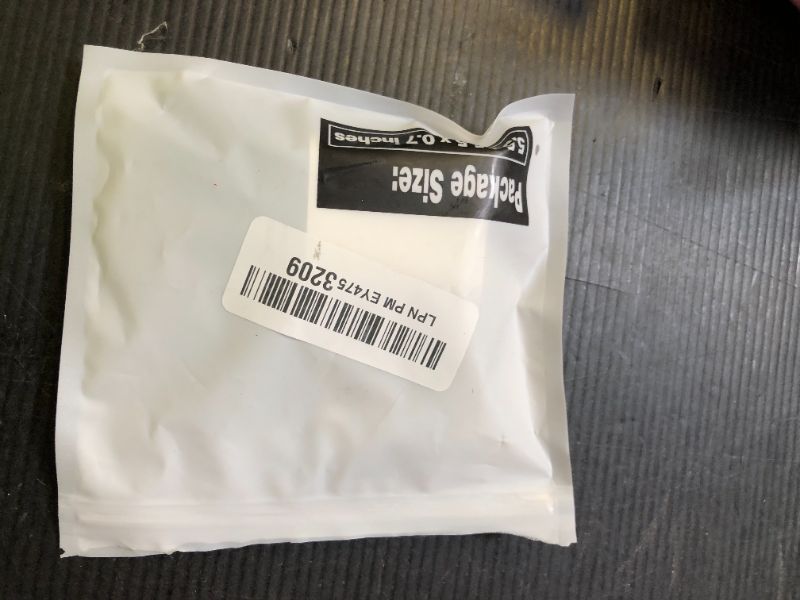 Package Size:
x 0.7 inches
LPN PM EY4753209